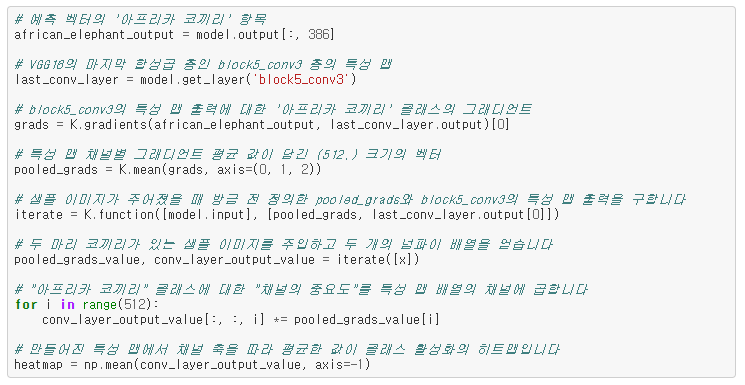 # 예측 벡터의 '아프리카 코끼리' 항목
african_elephant_output = model.output[:, 386]
# VGG16의 마지막 합성곱 층인 block5_conv3 층의 특성 맵
last_conv_layer = model.get_layer('block5_conv3')
# block5_conv3의 특성 맵 출력에 대한 '아프리카 코끼리' 클래스의 그래디언트
grads = K.gradients(african_elephant_output, last_conv_layer.output)[0]
# 특성 맵 채널별 그래디언트 평균 값이 담긴 (512,) 크기의 벡터
pooled_grads = K.mean(grads, axis=(0, 1, 2))
# 샘플 이미지가 주어졌을 때 방금 전 정의한 pooled_grads와 block5_conv3의 특성 맵 출력을 구합니다
iterate = K.function([model.input], [pooled_grads, last_conv_layer.output[0]])
# 두 마리 코끼리가 있는 샘플 이미지를 주입하고 두 개의 넘파이 배열을 얻습니다
pooled_grads_value, conv_layer_output_value = iterate([x])
# "아프리카 코끼리" 클래스에 대한 "채널의 중요도"를 특성 맵 배열의 채널에 곱합니다
for i in range(512):
    conv_layer_output_value[:, :, i] *= pooled_grads_value[i]
# 만들어진 특성 맵에서 채널 축을 따라 평균한 값이 클래스 활성화의 히트맵입니다
heatmap = np.mean(conv_layer_output_value, axis=-1)